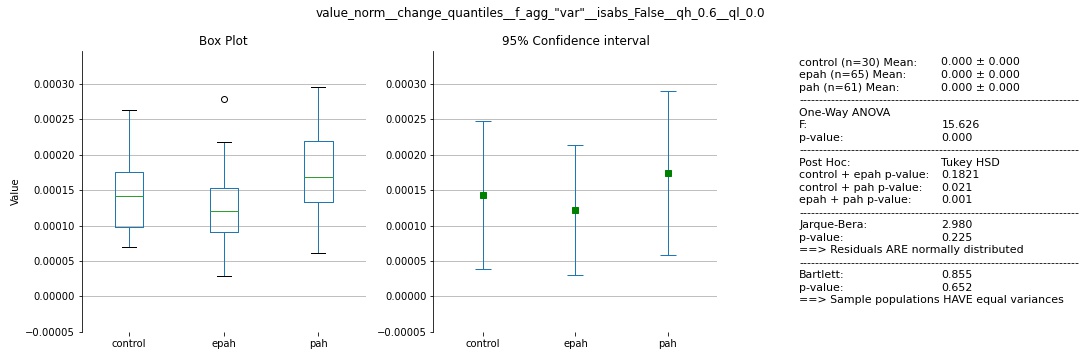 value_norm__change_quantiles__f_agg_"var"__isabs_False__qh_0.6__ql_0.0
Box Plot
Value
0.00030
0.00025
0.00020
0.00015
0.00010
0.00005
0.00000
−0.00005
control epah pah
95% Confidence interval
0.00030
0.00025
0.00020
0.00015
0.00010
0.00005
0.00000
−0.00005
control epah pah
control (n=30) Mean: 0.000 ± 0.000
epah (n=65) Mean: 0.000 ± 0.000
pah (n=61) Mean: 0.000 ± 0.000
One-Way ANOVA
F: 15.626
p-value: 0.000
Post Hoc: Tukey HSD
control + epah p-value: 0.1821
control + pah p-value: 0.021
epah + pah p-value: 0.001
Jarque-Bera: 2.980
p-value: 0.225
==> Residuals ARE normally distributed
Bartlett: 0.855
p-value: 0.652
==> Sample populations HAVE equal variances